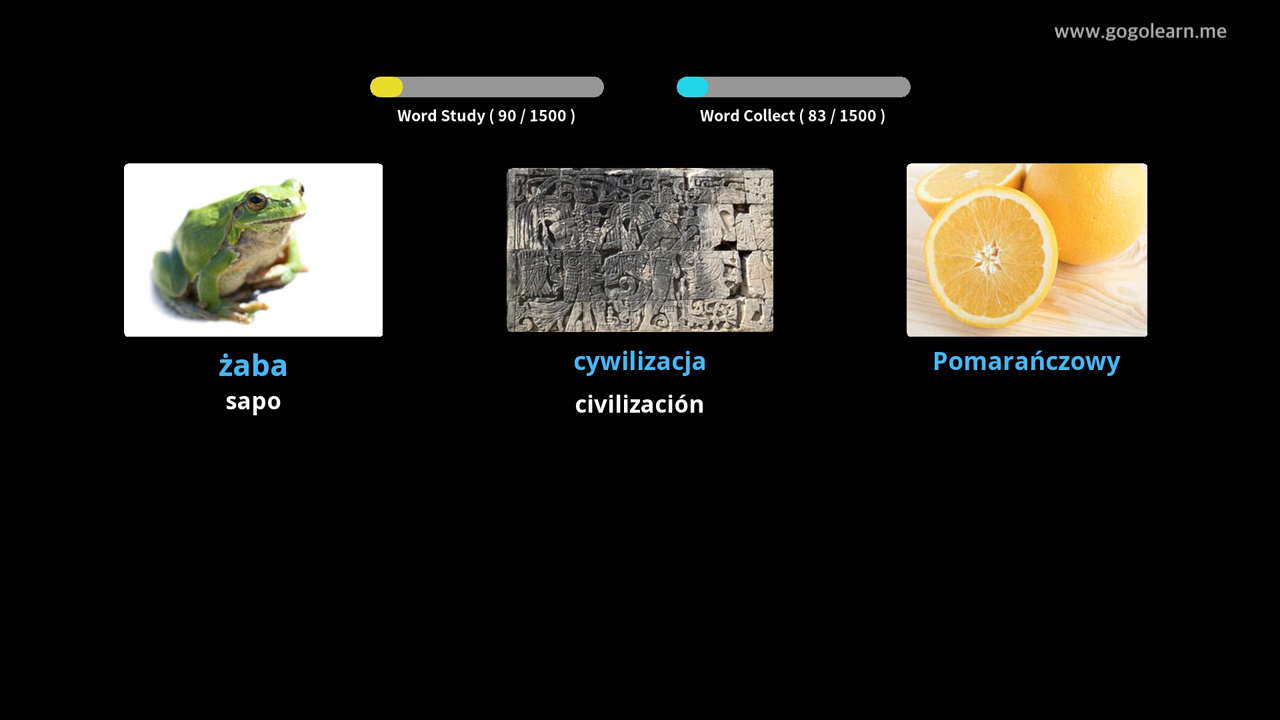 www.gogolearn.me
Word Study ( 90 / 1500 )
Word Collect ( 83 / 1500 )
żaba
sapo
cywilizacja
civilización
Pomarańczowy